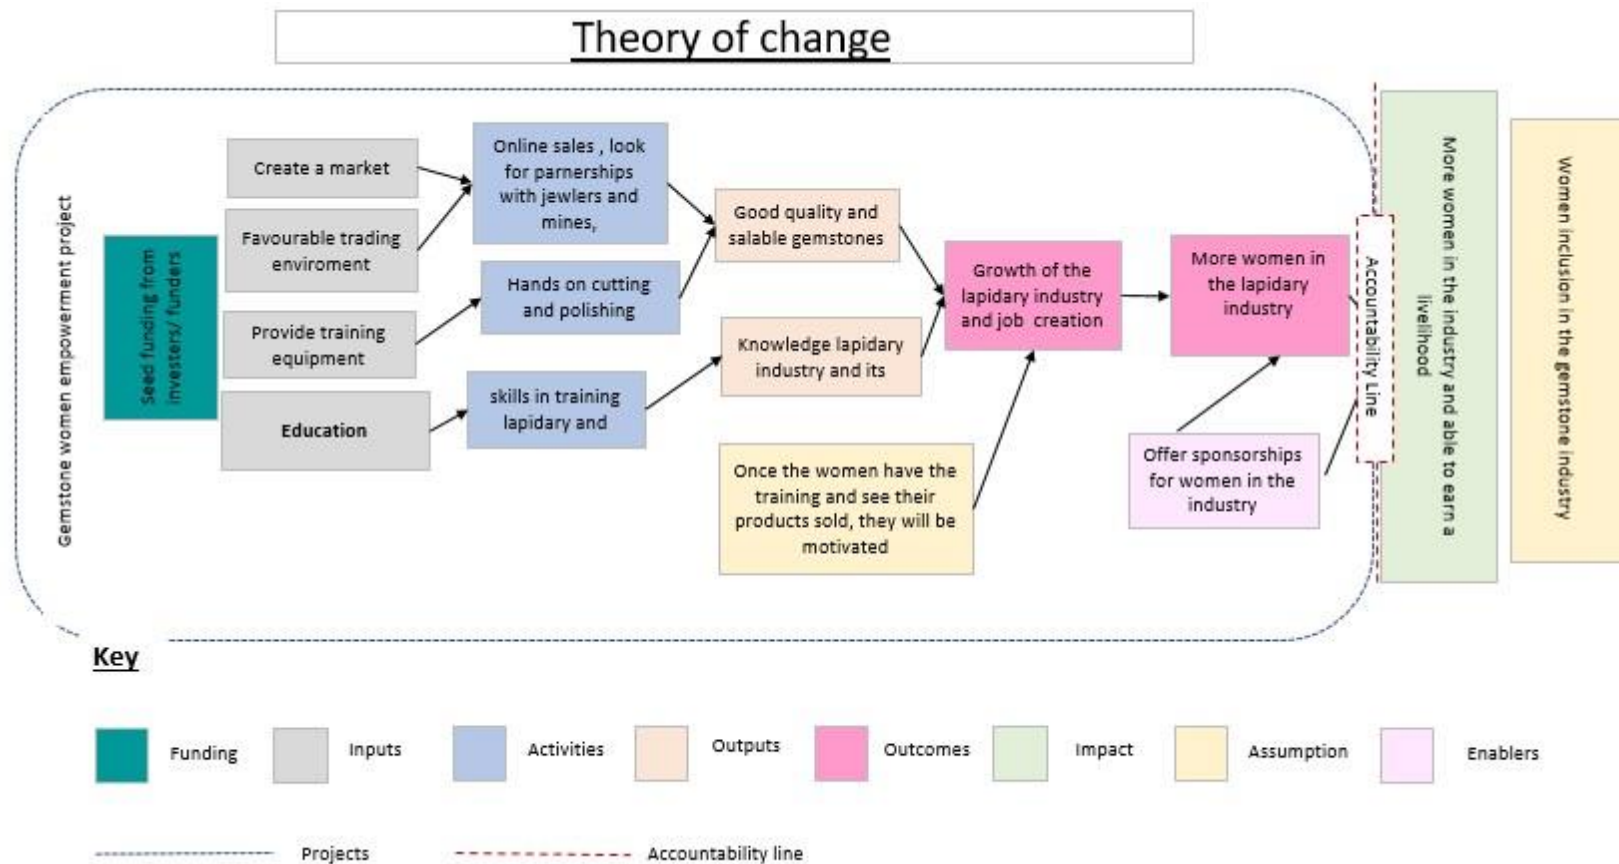 Theory of change
Gemstone women empowerment project
Seed funding from
investers/ funders
Create a market
Favourable trading
enviroment
Provide training
equipment
Education
Online sales , look
for parnerships
with jewlers and
mines,
Hands on cutting
and polishing
skills in training
lapidary and
Good quality and
salable gemstones
Knowledge lapidary
industry and its
Once the women have the
training and see their
products sold, they will be
motivated
Growth of the
lapidary industry
and job creation
More women in
the lapidary
industry
Offer sponsorships
for women in the
industry
Accountability Line
More women in the industry and able to earn a
livelihood
Women inclusion in the gemstone industry
Key
Funding
Inputs
Activities
Outputs
Outcomes
Impact
Assumption
Enablers
Projects
Accountability line